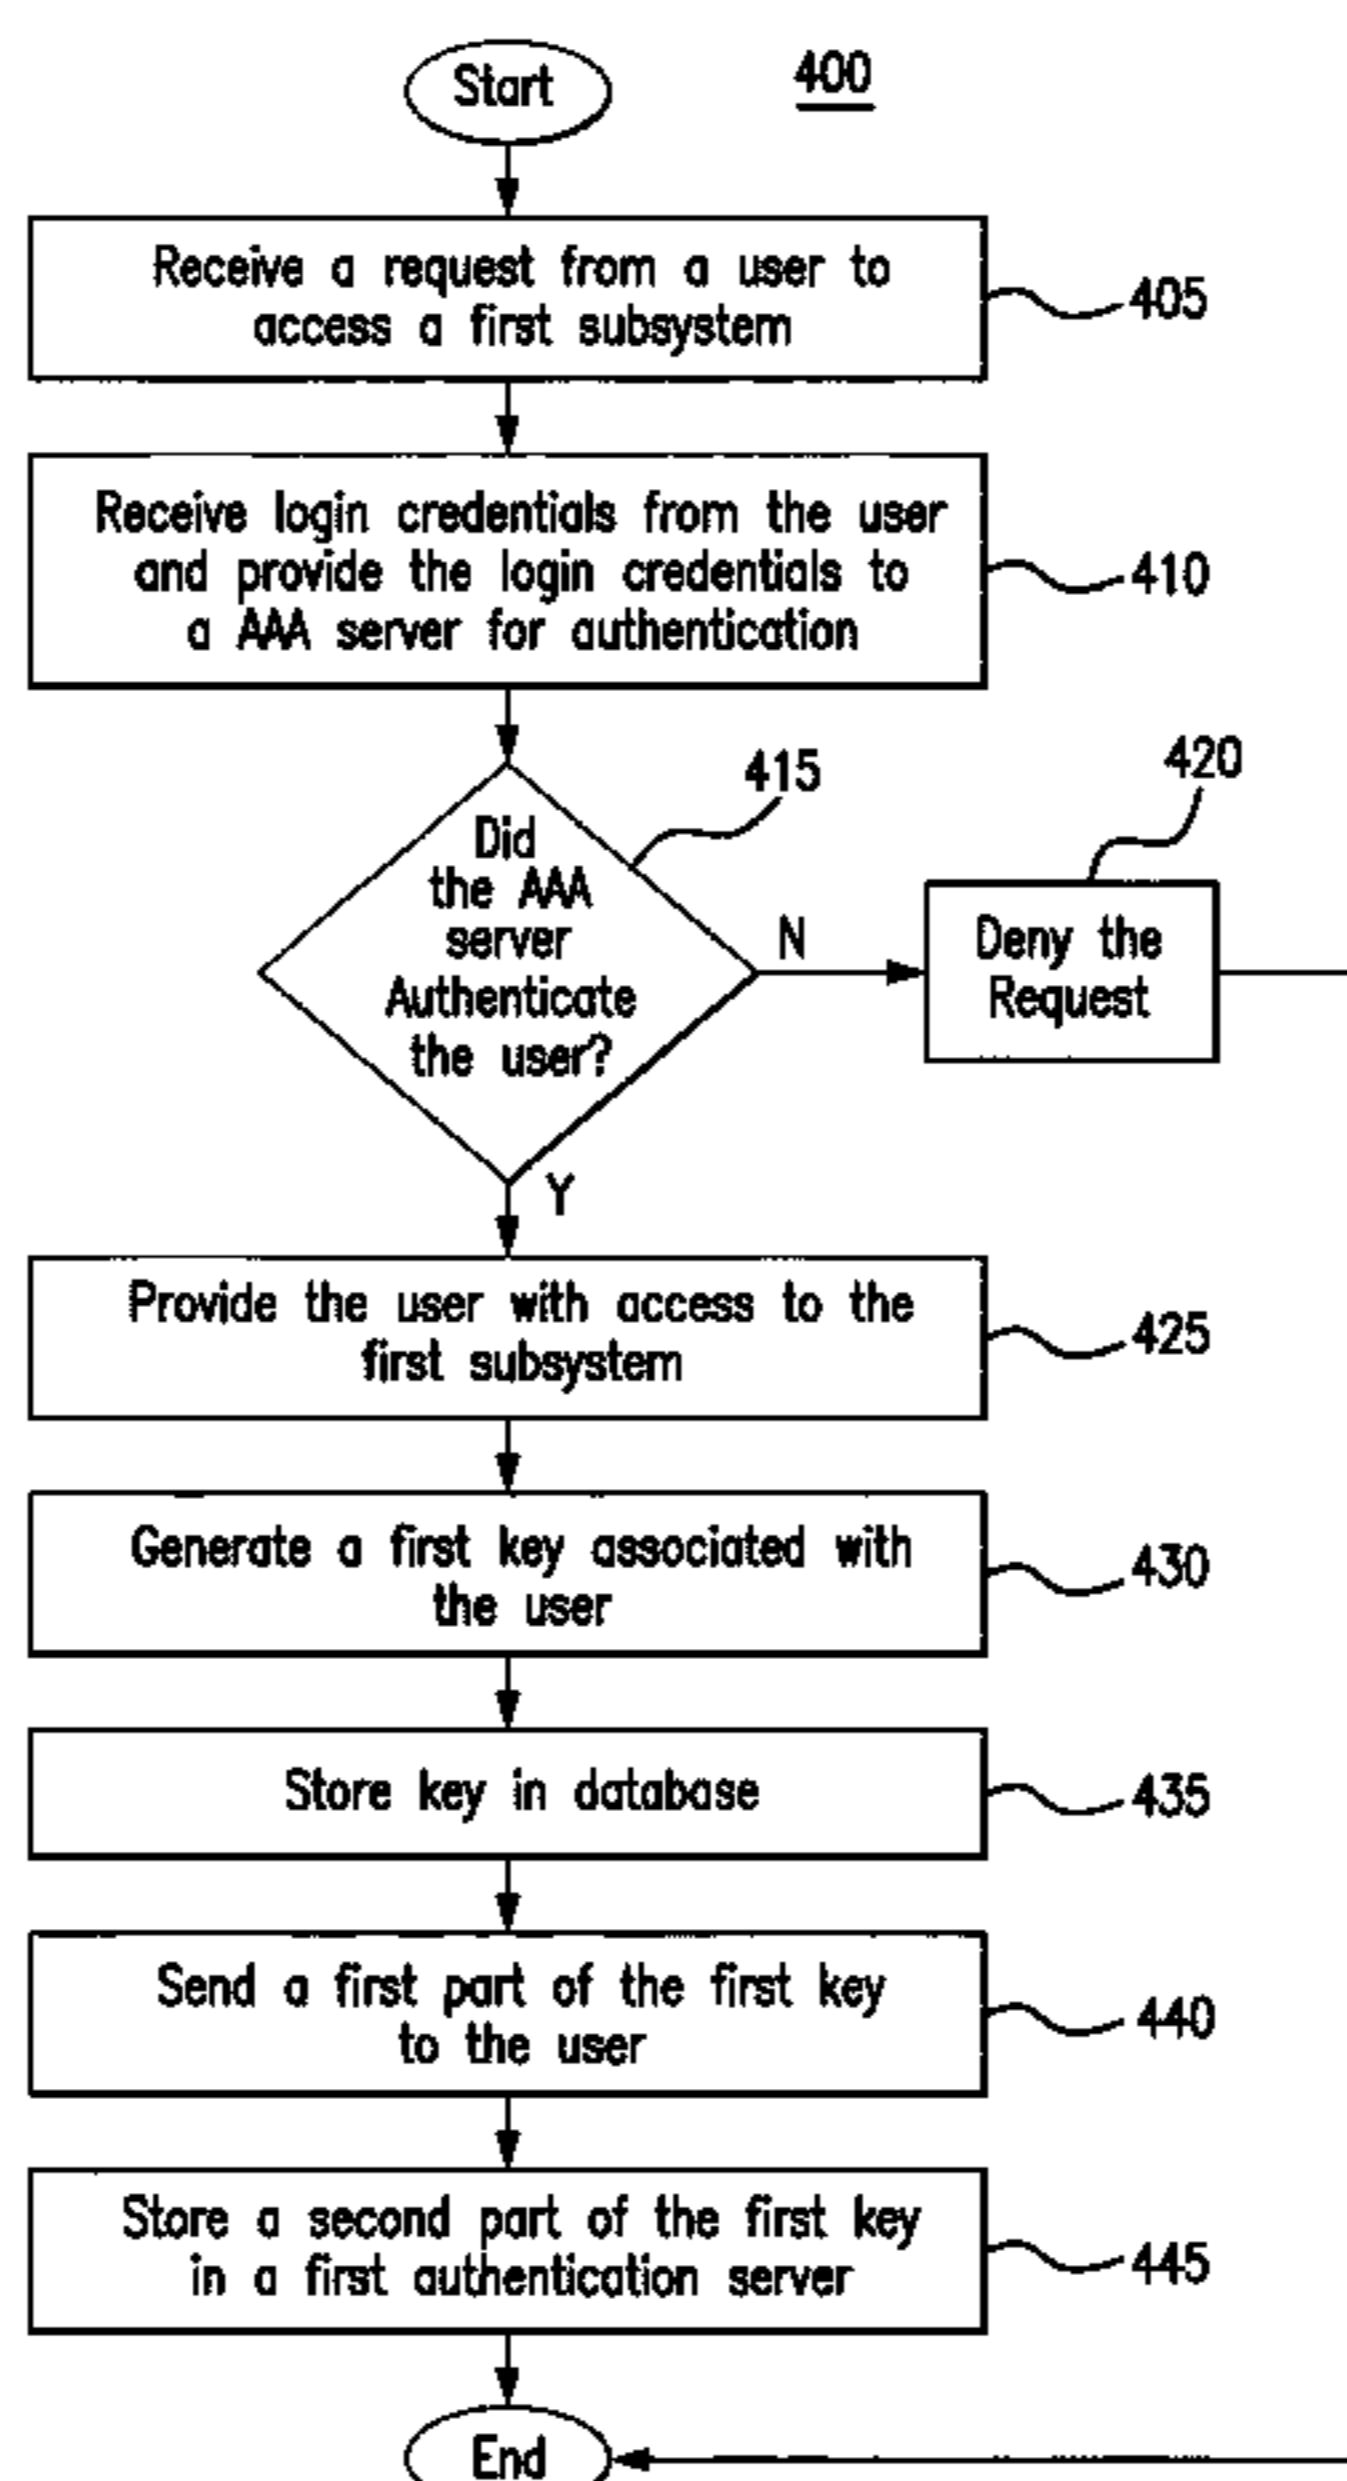 Start
400
Receive a request from a user to
access a first subsystem
405
Receive login credentials from the user
and provide the login credentials to
a AAA server for authentication
410
415
420
Did
the AAA
server
Authenticate
the user?
N
Deny the
Request
Y
Provide the user with access to the
first subsystem
425
Generate a first key associated with
the user
430
Store key in database
435
Send a first part of the first key
to the user
440
Store a second part of the first key
in a first authentication server
445
End